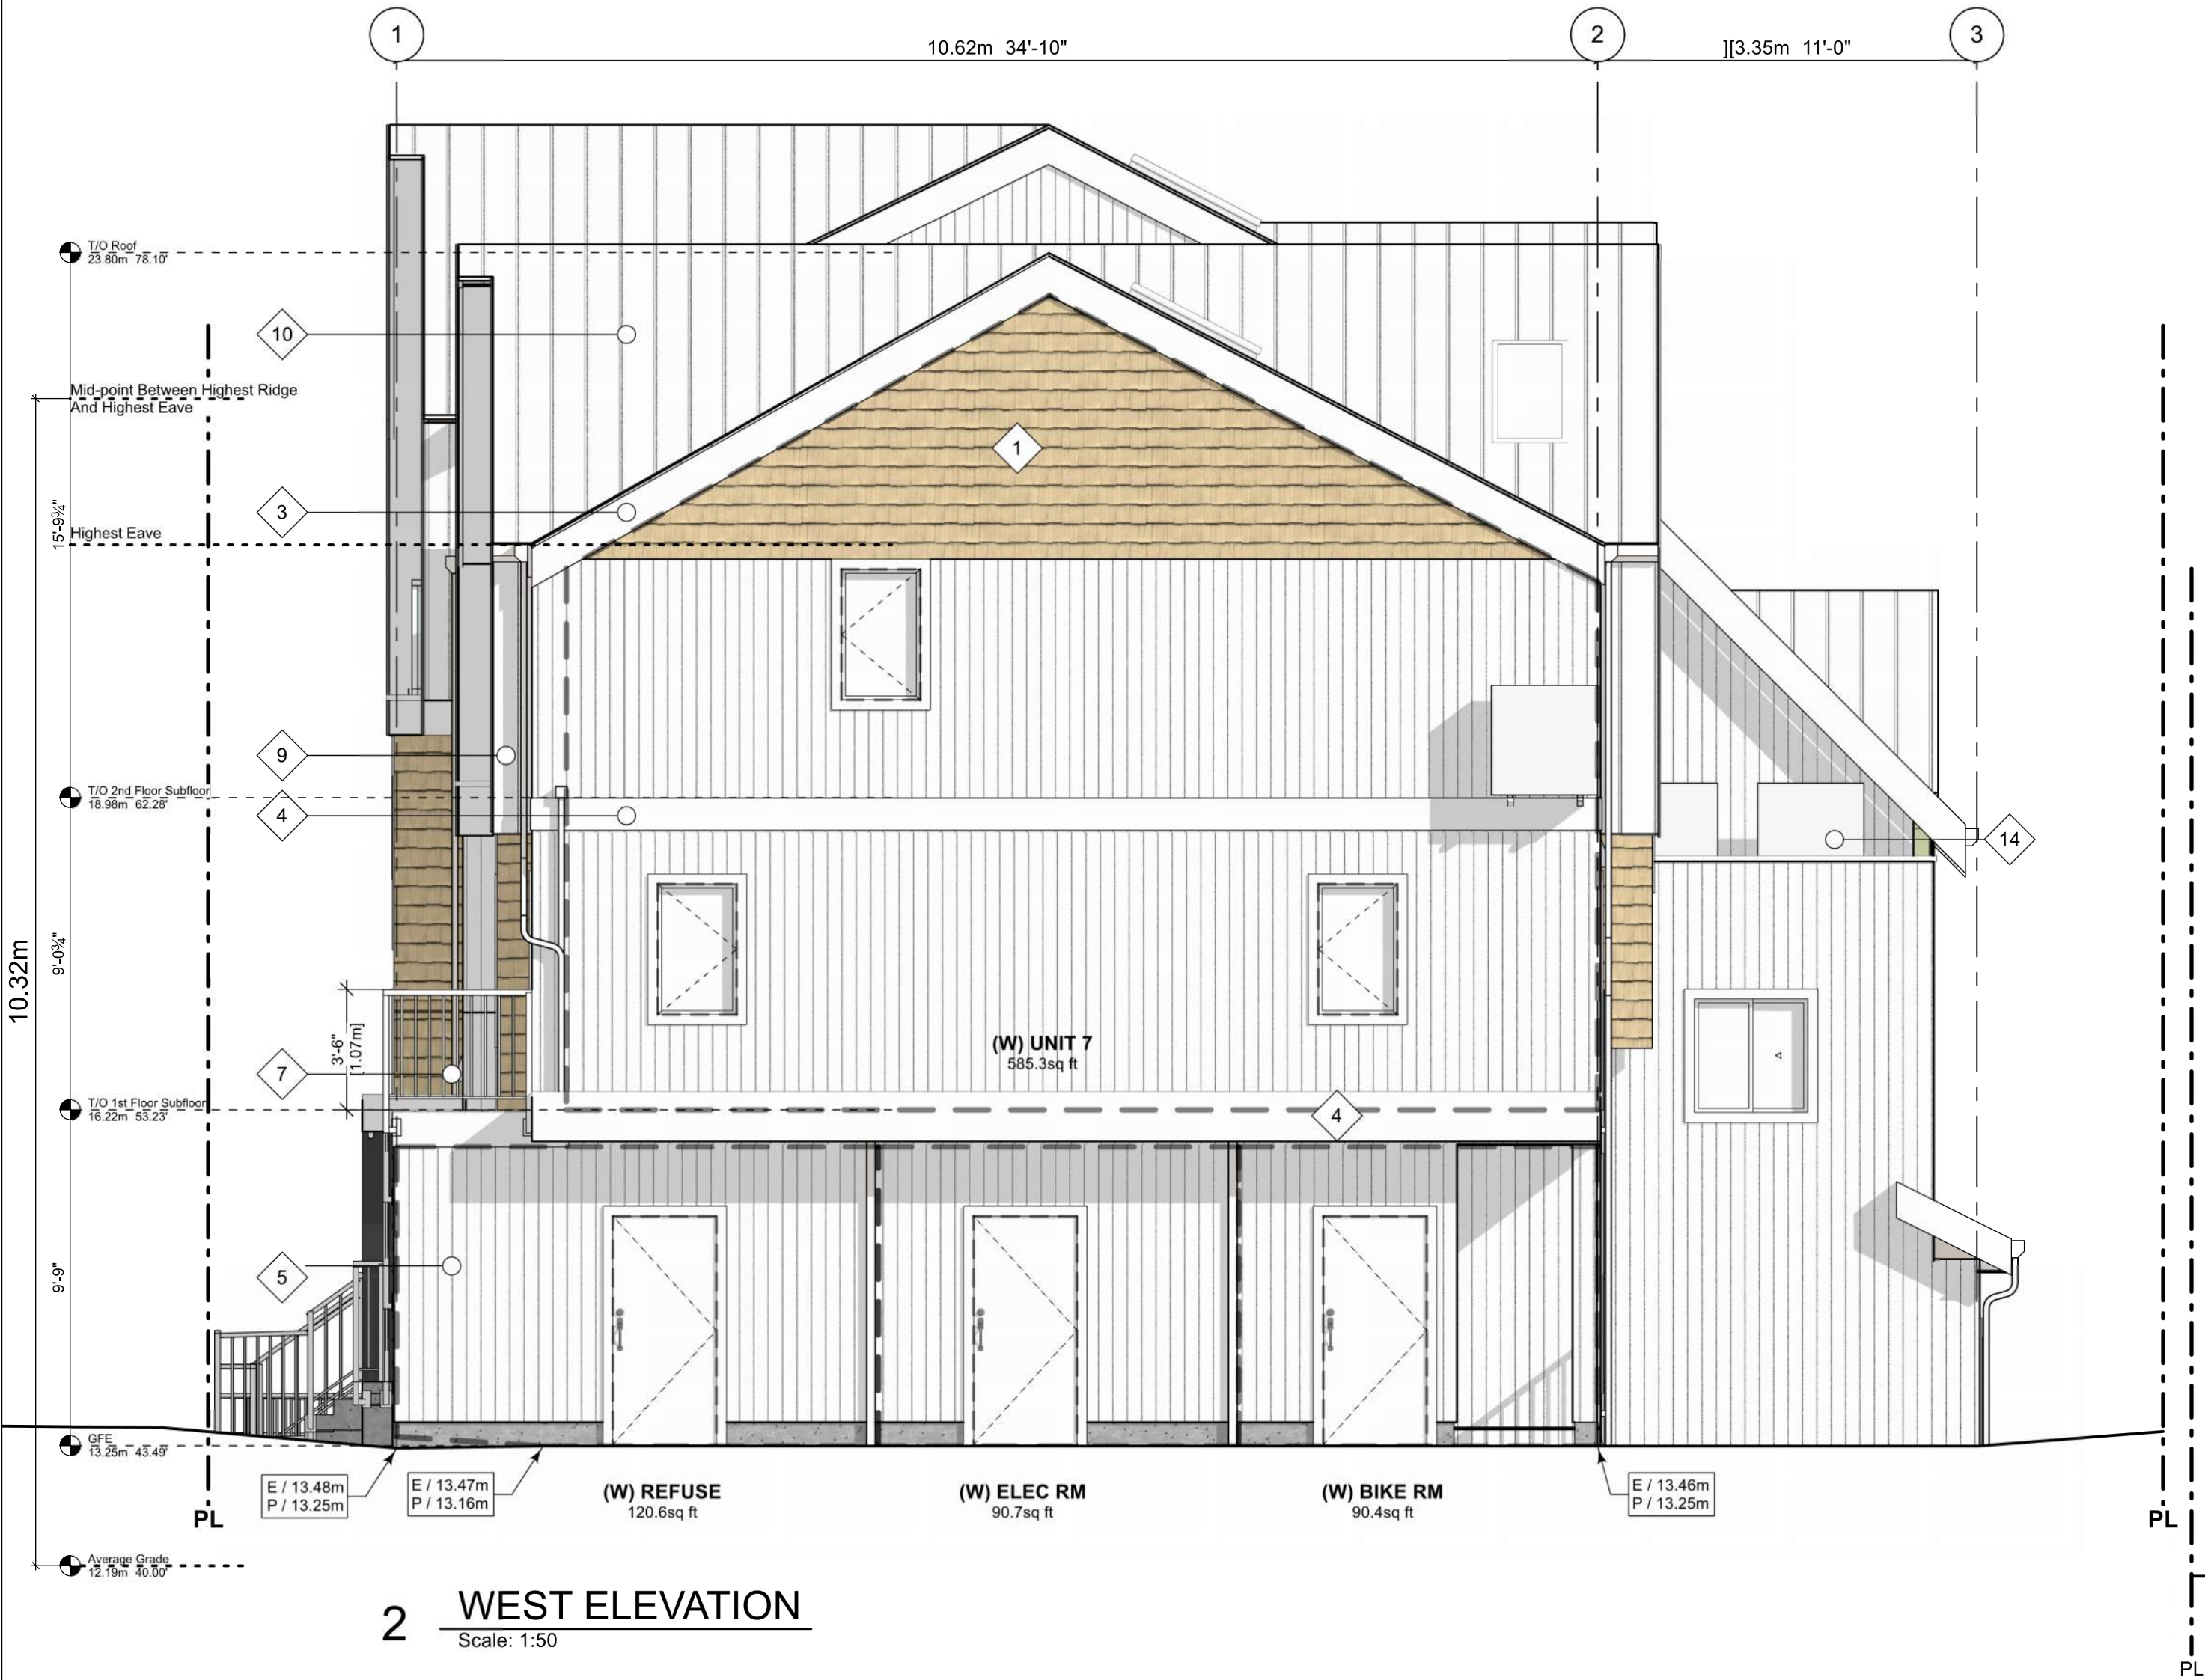 1
10.62m 34'-10"
2
][3.35m 11'-0"
3
T/O Roof
23.80m 78.10'
10
Mid-point Between Highest Ridge
And Highest Eave
1
3
15'-9¾"
Highest Eave
9
T/O 2nd Floor Subfloor
18.98m 62.28'
4
14
9'-0¾"
10.32m
3'-6"
[1.07m]
(W) UNIT 7
585.3sq ft
7
T/O 1st Floor Subfloor
16.22m 53.23'
4
5
9'-9"
GFE
13.25m 43.49'
E / 13.48m
P / 13.25m
E / 13.47m
P / 13.16m
(W) REFUSE
120.6sq ft
(W) ELEC RM
90.7sq ft
(W) BIKE RM
90.4sq ft
E / 13.46m
P / 13.25m
PL
PL
Average Grade
12.19m 40.00'
2 WEST ELEVATION
Scale: 1:50
PL